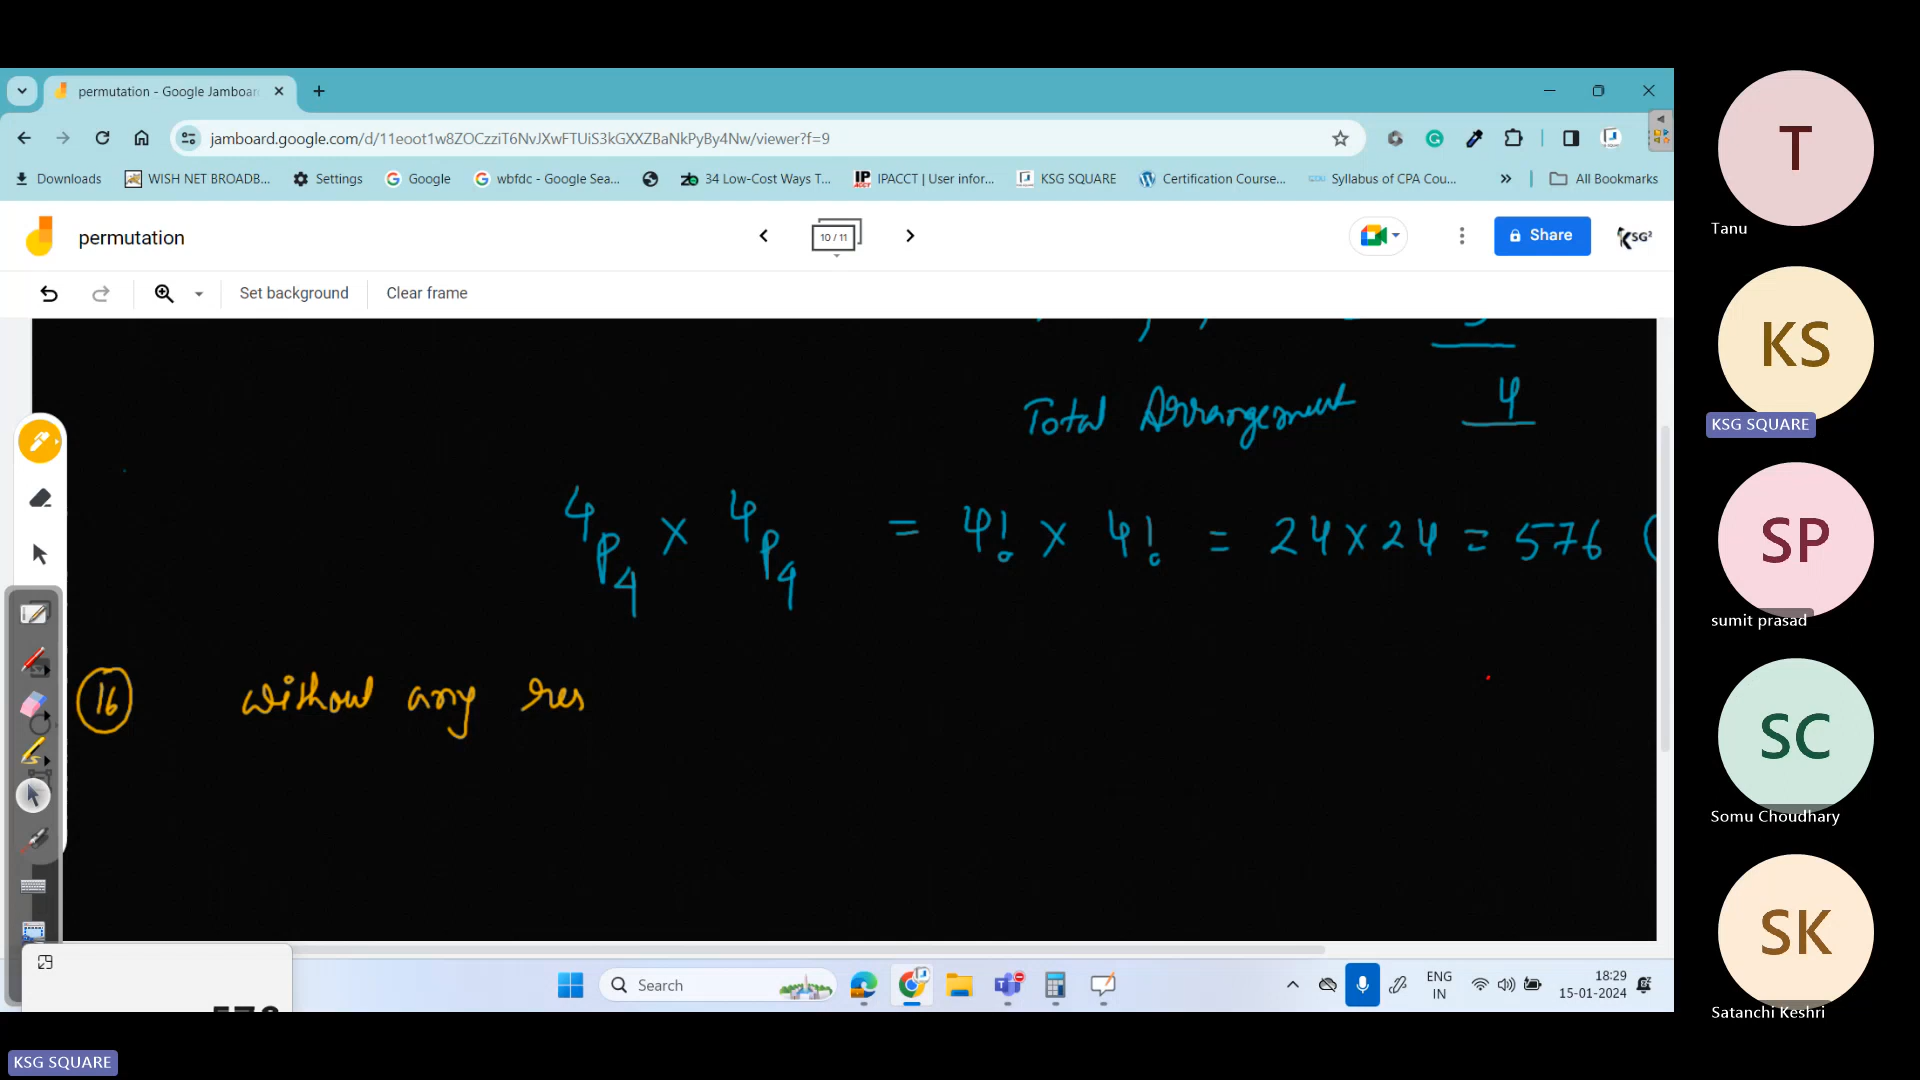 permutation - Google Jamboar
jamboard.google.com/d/11eoot1w8ZOCzziT6NvJXwFTUiS3kGXXZBaNkPyBy4Nw/viewer?f=9
Downloads WISH NET BROADB... Settings Google wbfdc - Google Sea... 34 Low-Cost Ways T... IPACCT | User infor... KSG SQUARE Certification Course... Syllabus of CPA Cou... » All Bookmarks
permutation 10 / 11 Share KSG²
Set background Clear frame
Total Arrangement 4
4P4 × 4P4 = 4! × 4! = 24×24 = 576 (
16 without any res
Search
ENG
IN
18:29
15-01-2024
T
Tanu
KS
KSG SQUARE
SP
sumit prasad
SC
Somu Choudhary
SK
Satanchi Keshri
KSG SQUARE